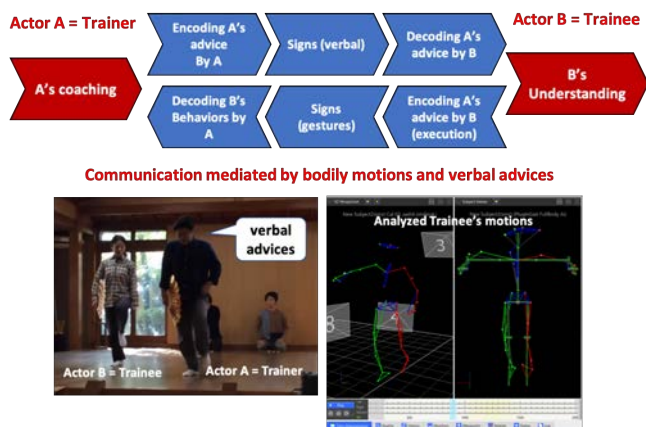 Actor A = Trainer
Actor B = Trainee
Encoding A's
advice
By A
Signs (verbal)
Decoding A's
advice by B
A's coaching
B's
Understanding
Decoding B's
Behaviors by
A
Signs
(gestures)
Encoding A's
advice by B
(execution)
Communication mediated by bodily motions and verbal advices
verbal
advices
Actor B = Trainee
Actor A = Trainer
Analyzed Trainee's motions
3
4
8